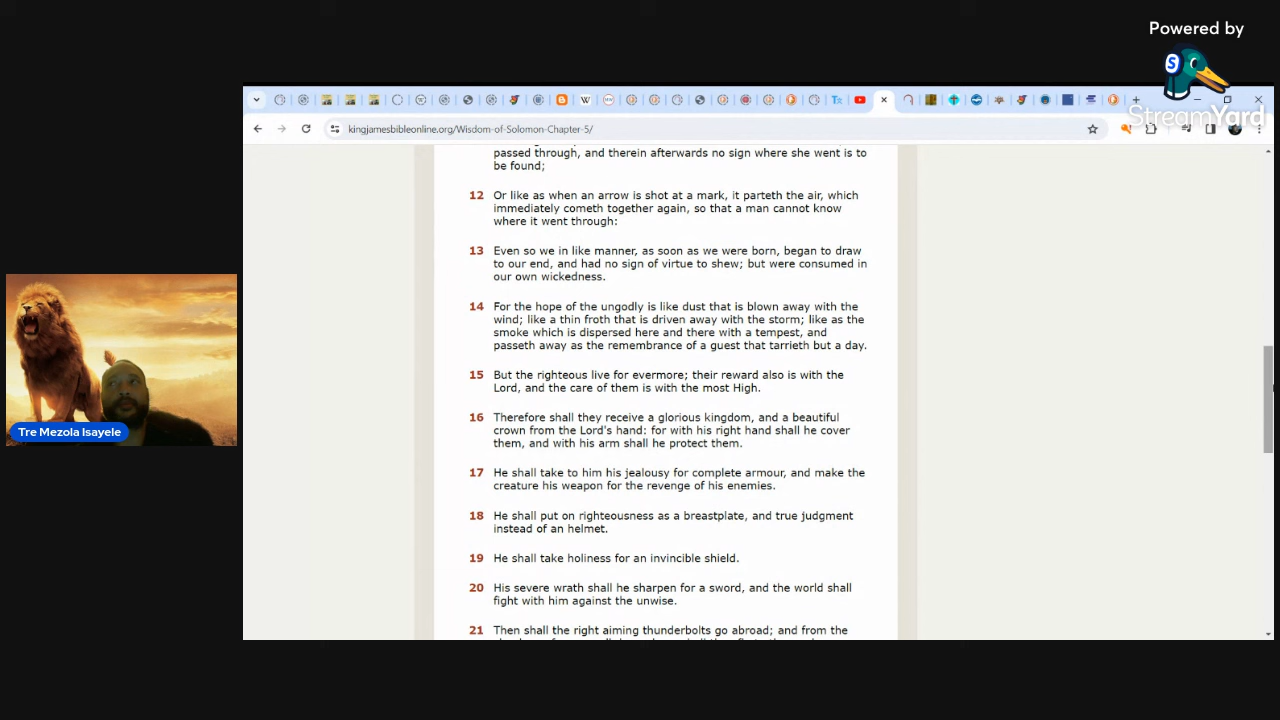 Powered by
S
StreamYard
W
kingjamesbibleonline.org/Wisdom-of-Solomon-Chapter-5/
passed through, and therein afterwards no sign where she went is to
be found;
12 Or like as when an arrow is shot at a mark, it parteth the air, which
immediately cometh together again, so that a man cannot know
where it went through:
13 Even so we in like manner, as soon as we were born, began to draw
to our end, and had no sign of virtue to shew; but were consumed in
our own wickedness.
14 For the hope of the ungodly is like dust that is blown away with the
wind; like a thin froth that is driven away with the storm; like as the
smoke which is dispersed here and there with a tempest, and
passeth away as the remembrance of a guest that tarrieth but a day.
15 But the righteous live for evermore; their reward also is with the
Lord, and the care of them is with the most High.
16 Therefore shall they receive a glorious kingdom, and a beautiful
crown from the Lord's hand: for with his right hand shall he cover
them, and with his arm shall he protect them.
17 He shall take to him his jealousy for complete armour, and make the
creature his weapon for the revenge of his enemies.
18 He shall put on righteousness as a breastplate, and true judgment
instead of an helmet.
19 He shall take holiness for an invincible shield.
20 His severe wrath shall he sharpen for a sword, and the world shall
fight with him against the unwise.
21 Then shall the right aiming thunderbolts go abroad; and from the
Tre Mezola Isayele